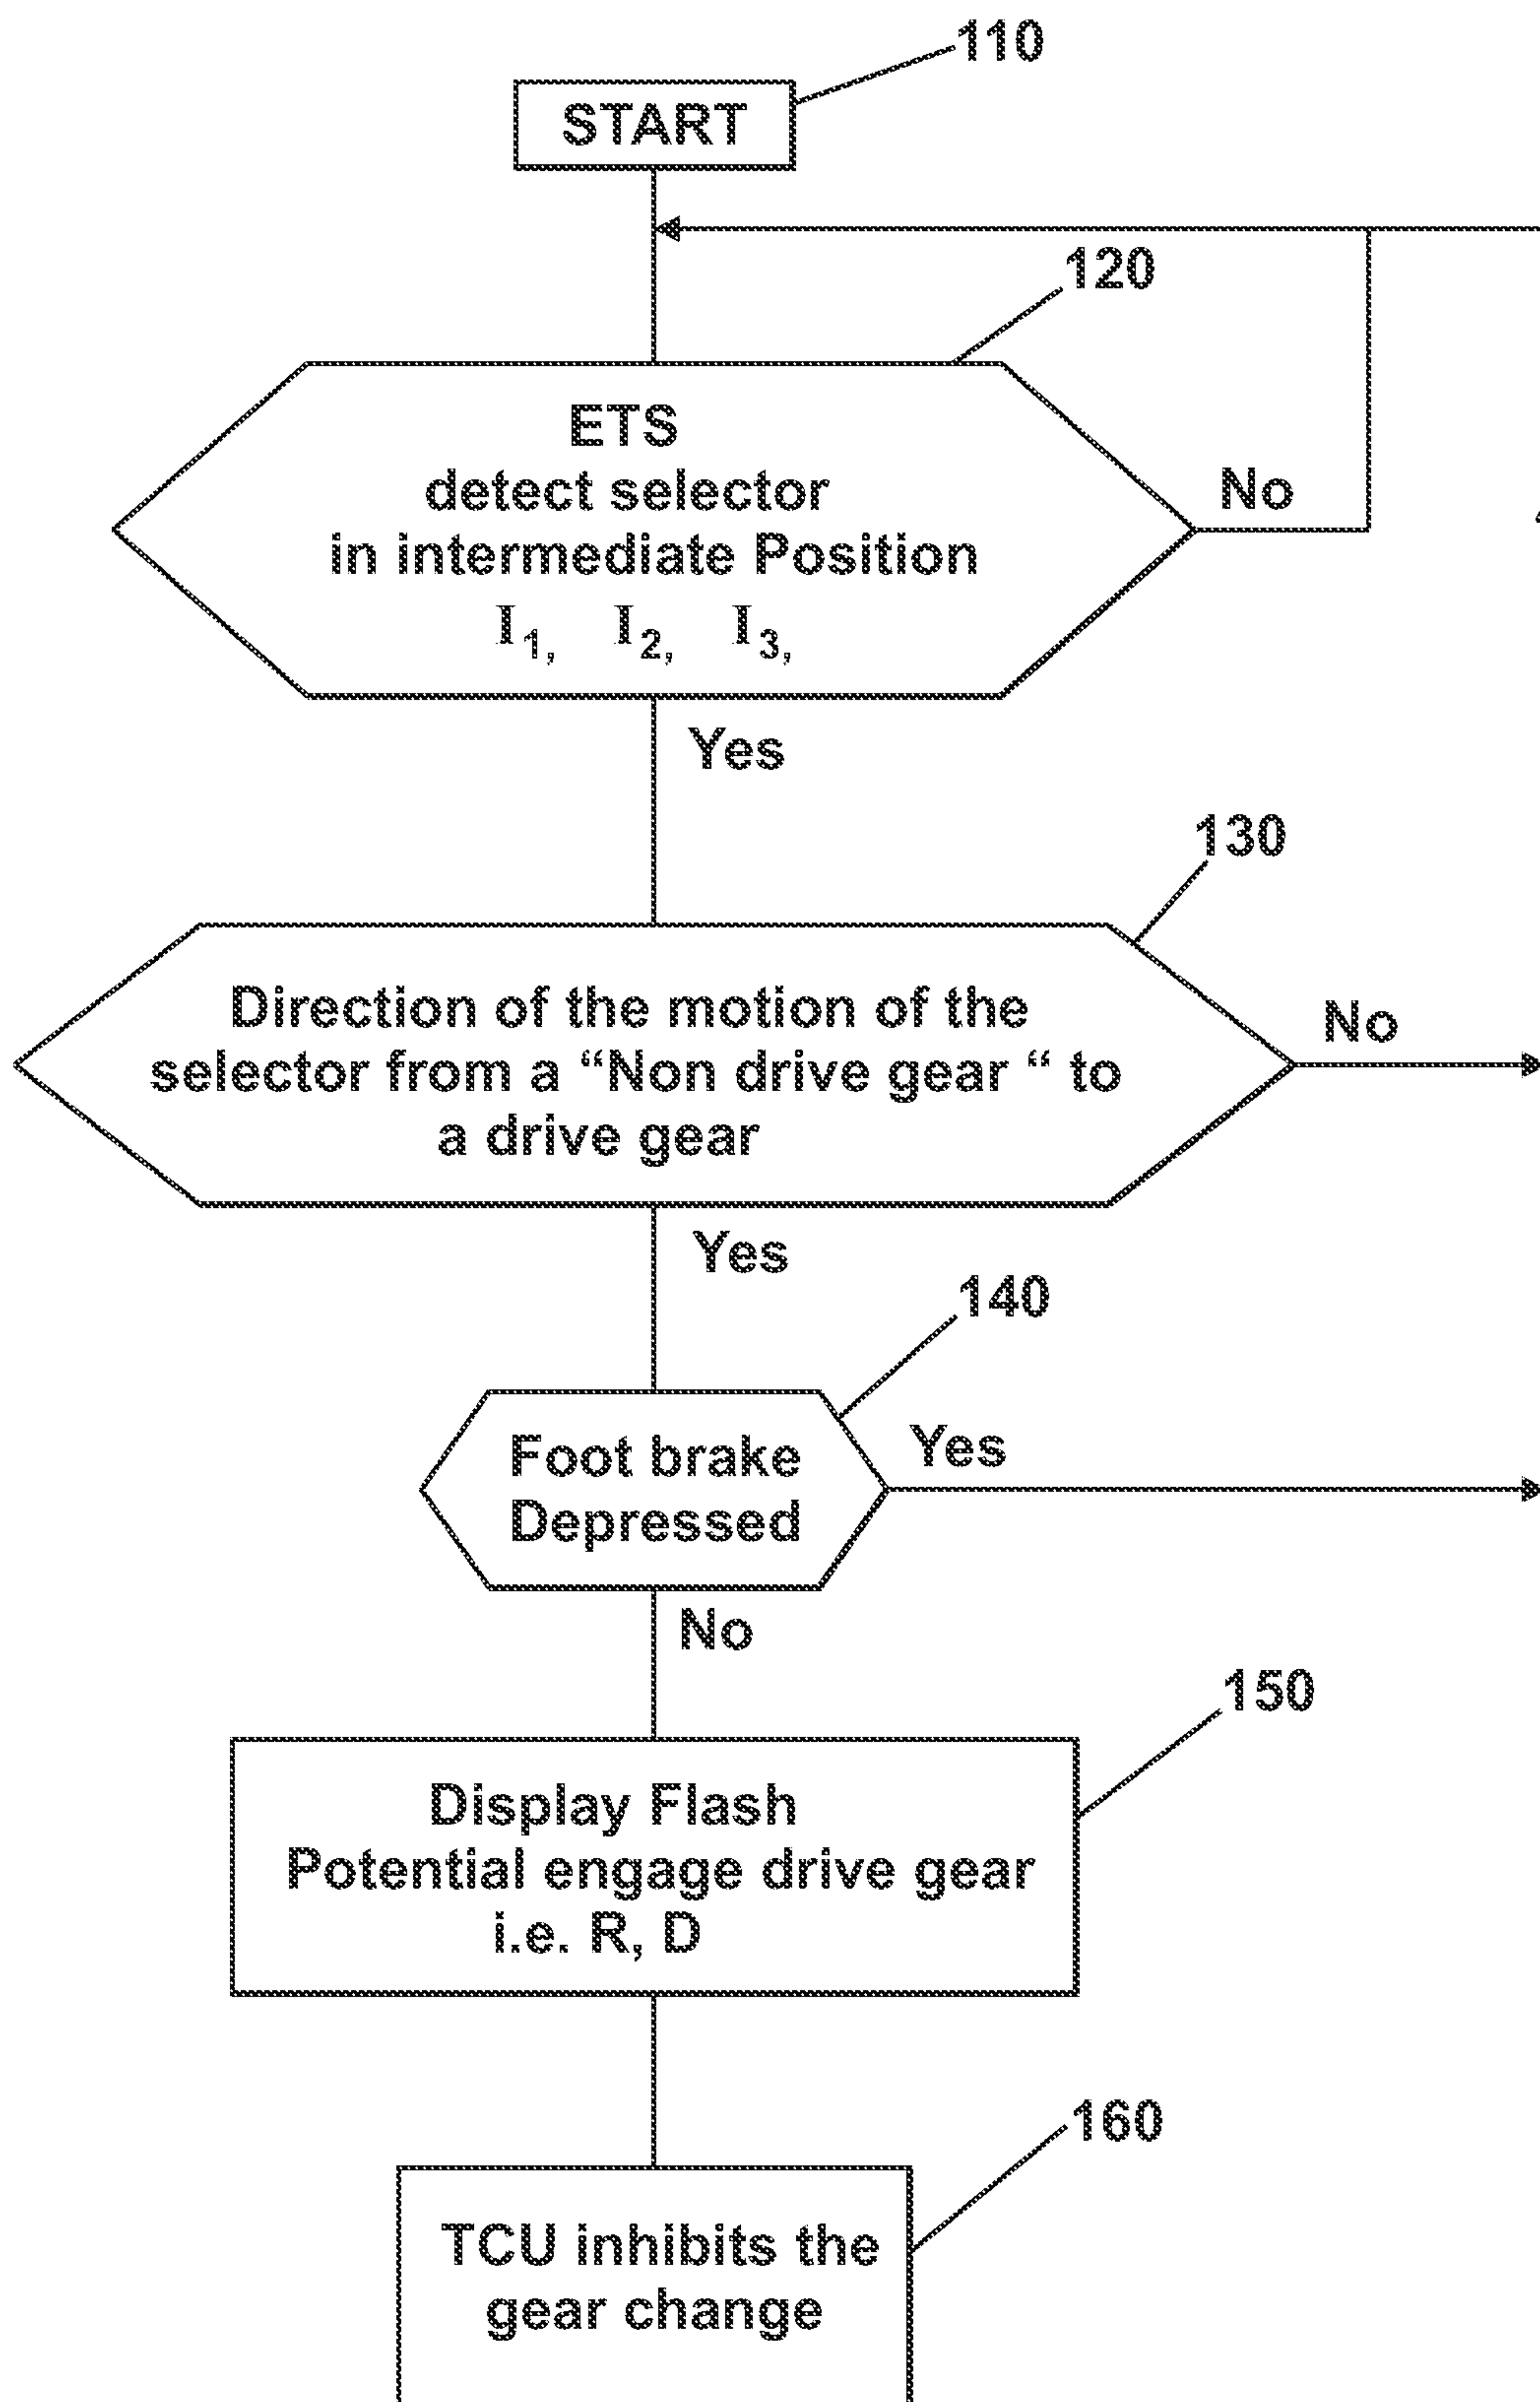 110
START
120
ETS
detect selector
in intermediate Position
I1, I2, I3,
No
Yes
130
Direction of the motion of the
selector from a “Non drive gear “ to
a drive gear
No
Yes
140
Foot brake
Depressed
Yes
No
150
Display Flash
Potential engage drive gear
i.e. R, D
160
TCU inhibits the
gear change